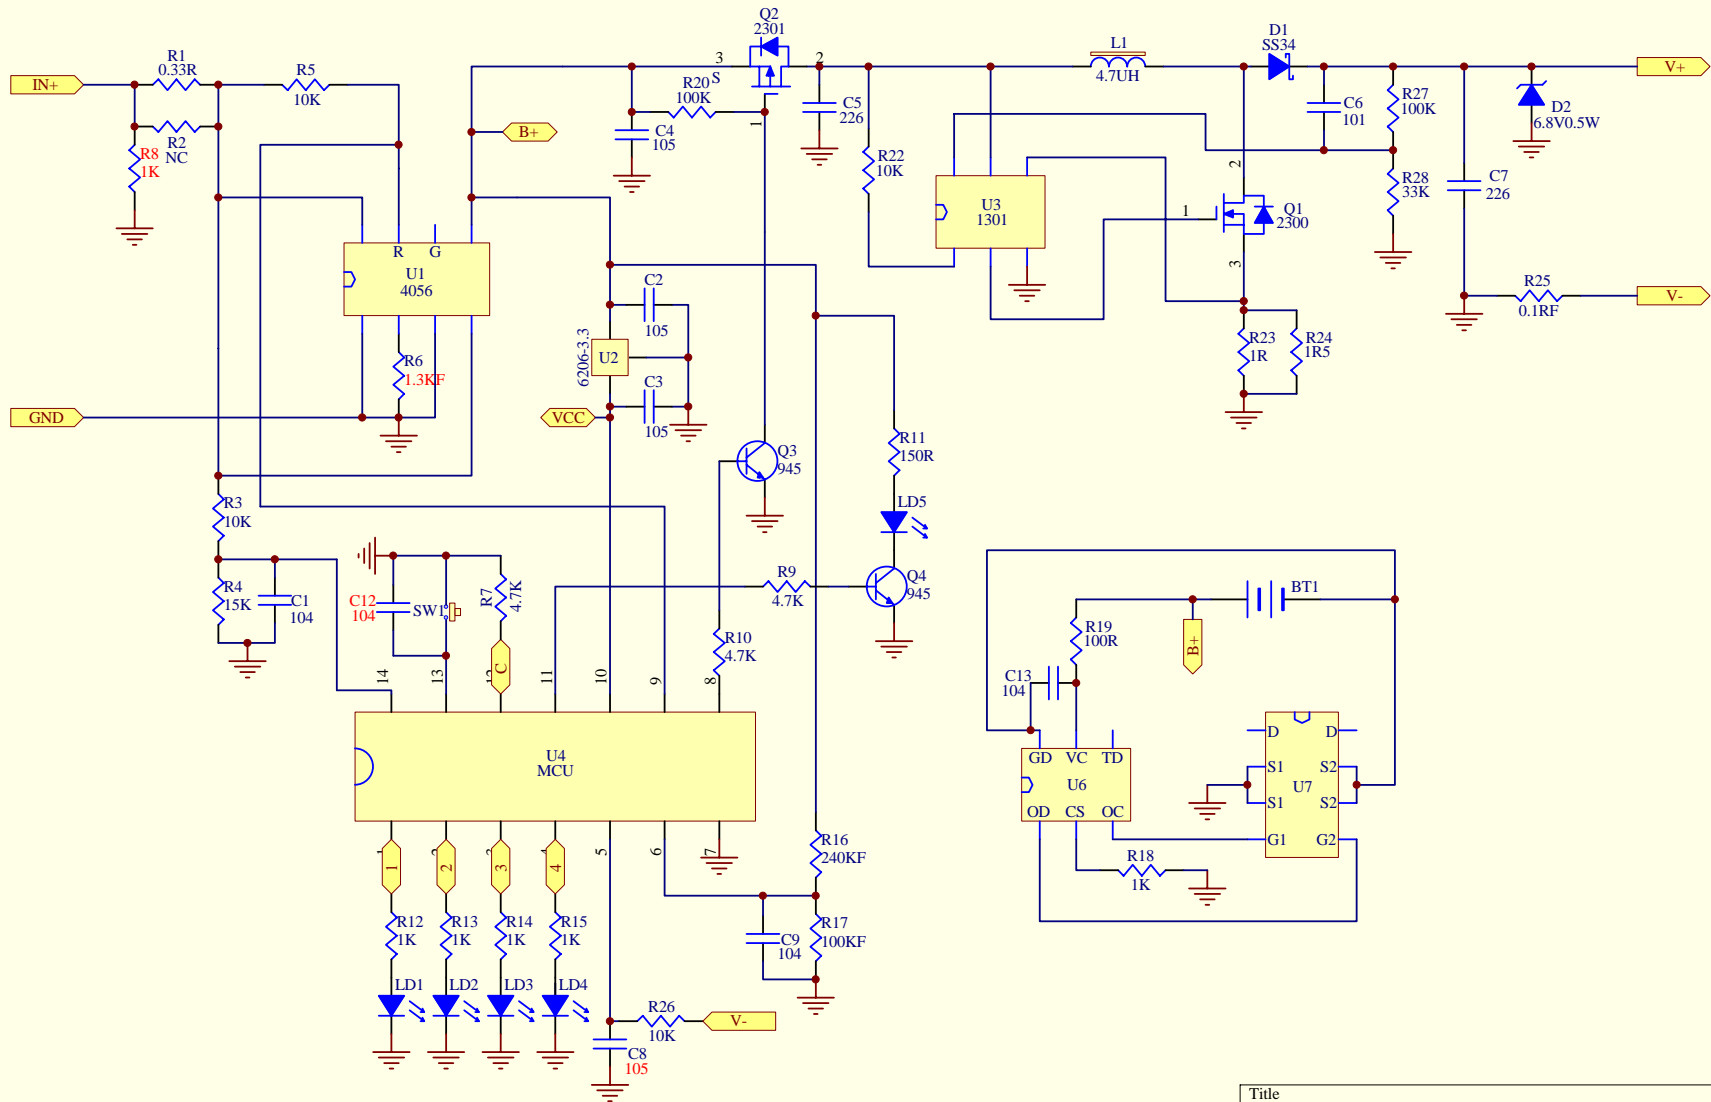 Q2
2301
D1
SS34
L1
4.7UH
3
S
2
1
IN+
R1
0.33R
R5
10K
R2
NC
R8
1K
B+
R20
100K
C4
105
C5
226
R22
10K
C6
101
R27
100K
R28
33K
D2
6.8V0.5W
V+
C7
226
R25
0.1RF
V-
U3
1301
2
1
3
Q1
2300
R23
1R
R24
1R5
R
G
U1
4056
R6
1.3KF
GND
C2
105
6206-3.3
U2
C3
105
VCC
Q3
945
R11
150R
LD5
Q4
945
R9
4.7K
R10
4.7K
R3
10K
R4
15K
C1
104
C12
104
SW1
R7
4.7K
C
14
13
12
11
10
9
8
U4
MCU
1
2
3
4
5
6
7
1
2
3
4
R12
1K
R13
1K
R14
1K
R15
1K
LD1
LD2
LD3
LD4
R26
10K
V-
C8
105
C9
104
R16
240KF
R17
100KF
BT1
B+
R19
100R
C13
104
GD
VC
TD
U6
OD
CS
OC
R18
1K
D
D
S1
S2
U7
S1
S2
G1
G2
Title